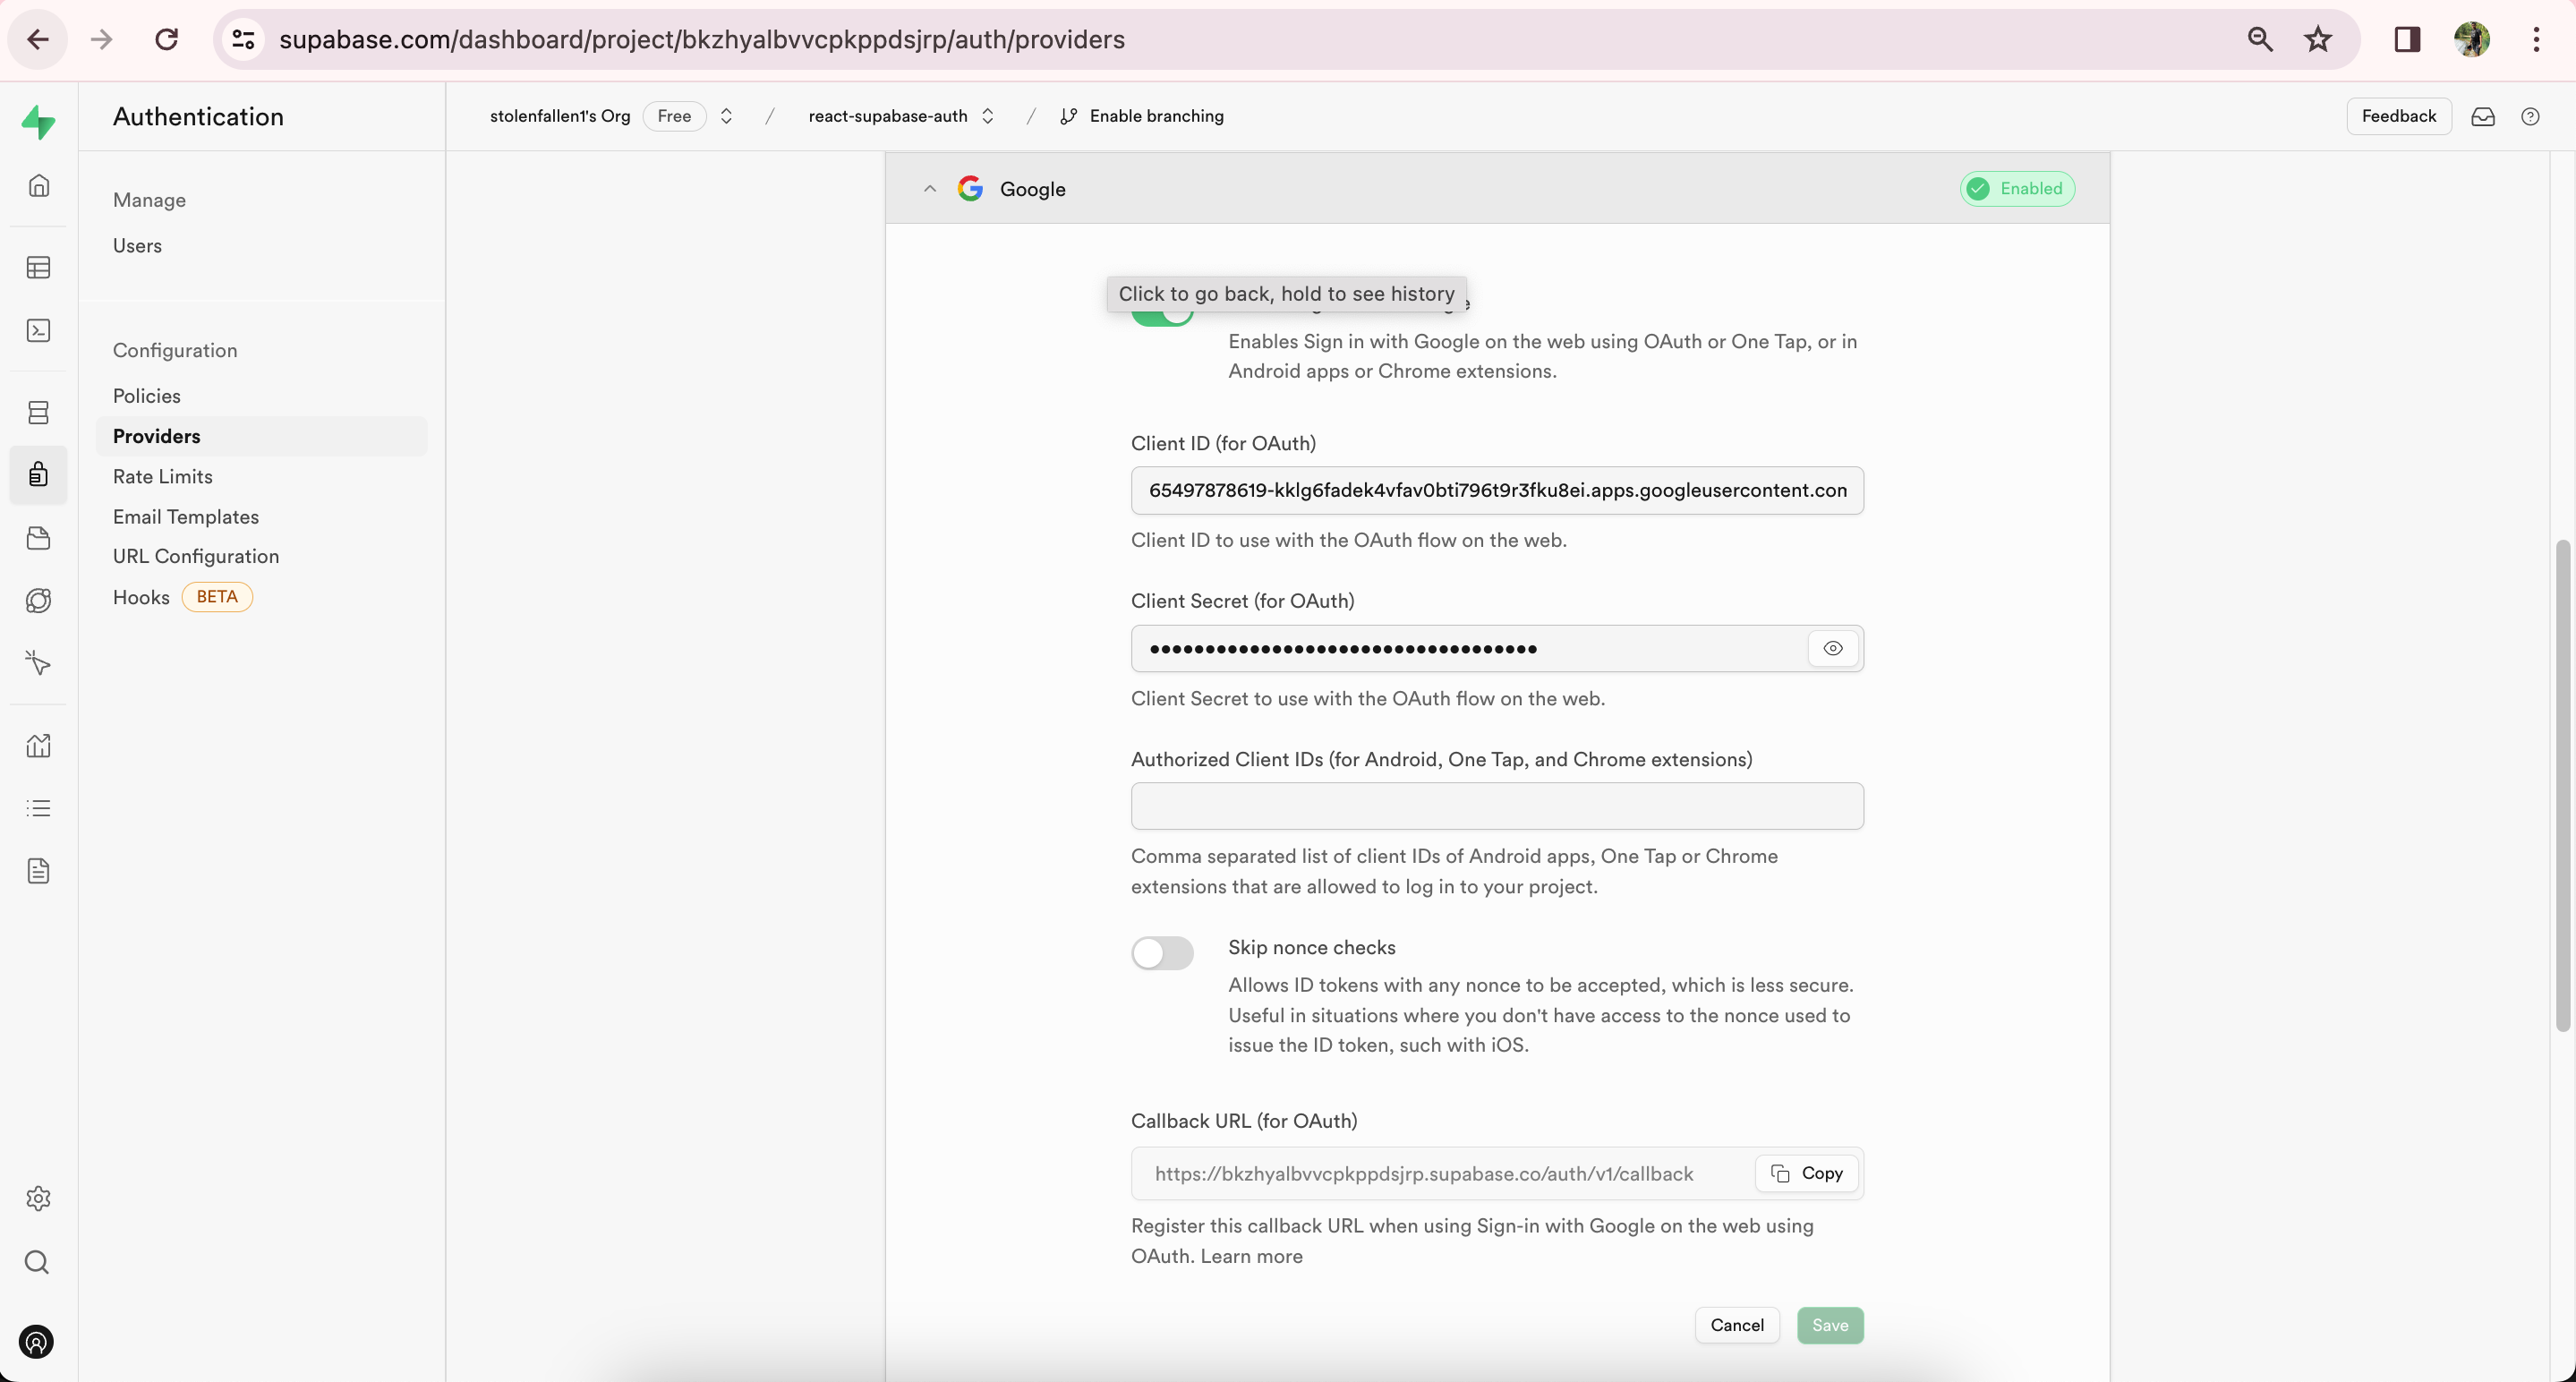 supabase.com/dashboard/project/bkzhyalbvvcpkppdsjrp/auth/providers
Authentication
stolenfallen1's Org Free / react-supabase-auth / Enable branching
Feedback
Manage
Users
Configuration
Policies
Providers
Rate Limits
Email Templates
URL Configuration
Hooks BETA
Google
Enabled
Click to go back, hold to see history
Enables Sign in with Google on the web using OAuth or One Tap, or in
Android apps or Chrome extensions.
Client ID (for OAuth)
65497878619-kklg6fadek4vfav0bti796t9r3fku8ei.apps.googleusercontent.con
Client ID to use with the OAuth flow on the web.
Client Secret (for OAuth)
•••••••••••••••••••••••••••••••••••
Client Secret to use with the OAuth flow on the web.
Authorized Client IDs (for Android, One Tap, and Chrome extensions)
Comma separated list of client IDs of Android apps, One Tap or Chrome
extensions that are allowed to log in to your project.
Skip nonce checks
Allows ID tokens with any nonce to be accepted, which is less secure.
Useful in situations where you don't have access to the nonce used to
issue the ID token, such with iOS.
Callback URL (for OAuth)
https://bkzhyalbvvcpkppdsjrp.supabase.co/auth/v1/callback
Copy
Register this callback URL when using Sign-in with Google on the web using
OAuth. Learn more
Cancel
Save